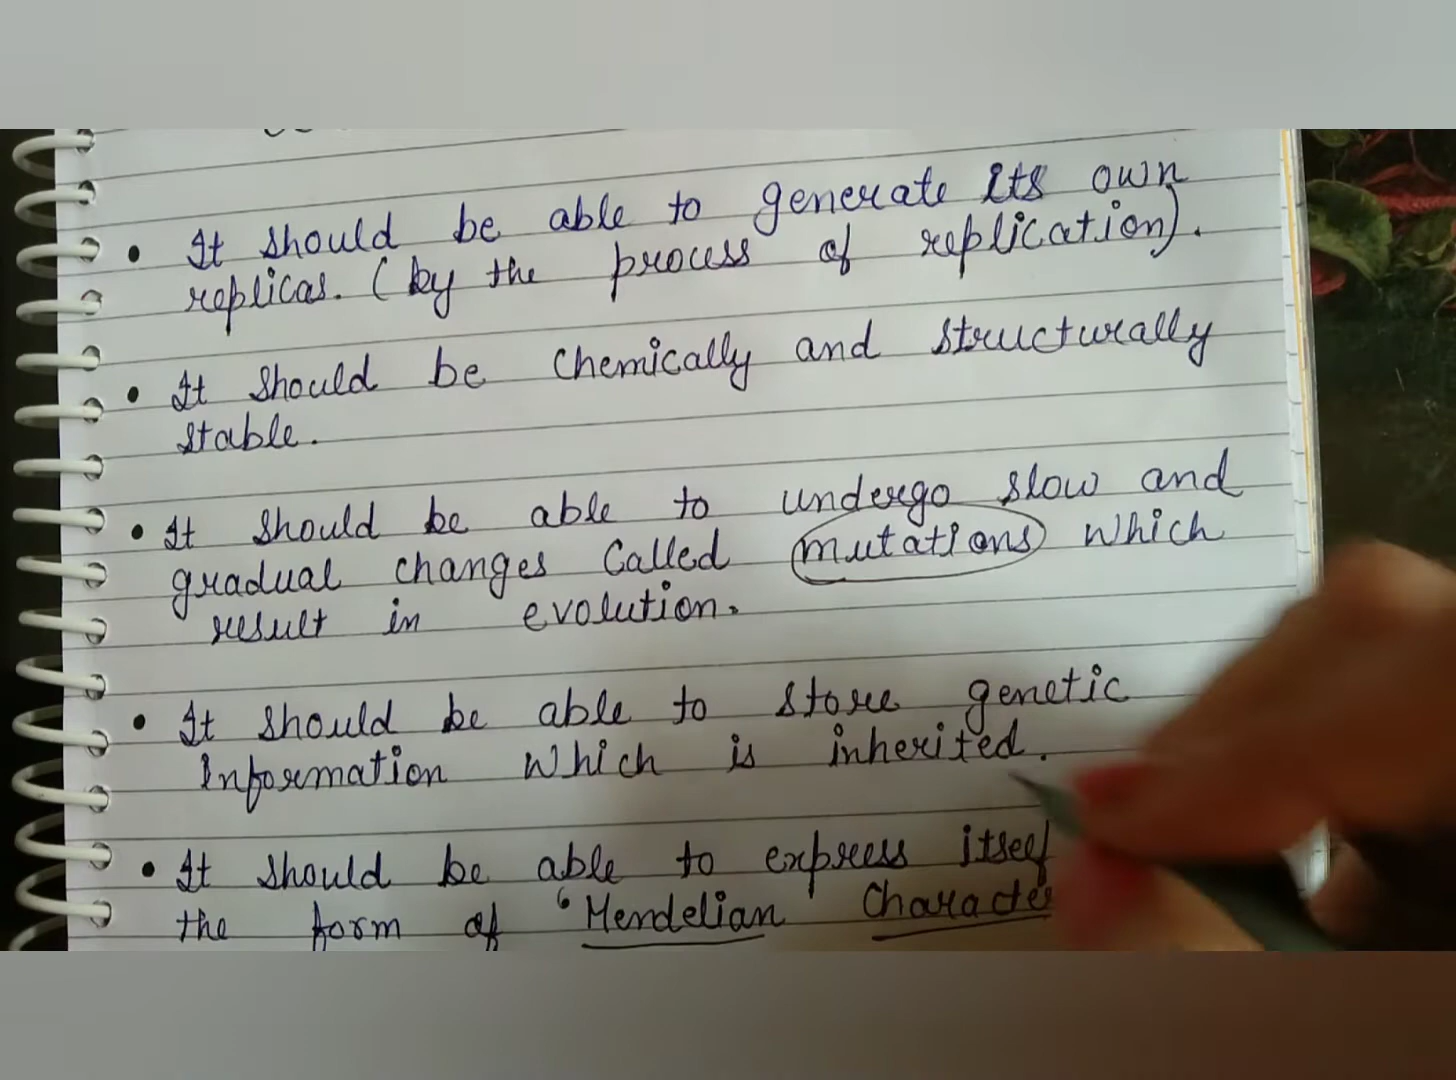 • It should be able to generate its own
replicas. (by the process of replication).
• It should be chemically and structurally
stable.
• It should be able to undergo slow and
gradual changes called mutations which
result in evolution.
• It should be able to store genetic
Information which is inherited.
• It should be able to express itself
the form of 'Mendelian Characte